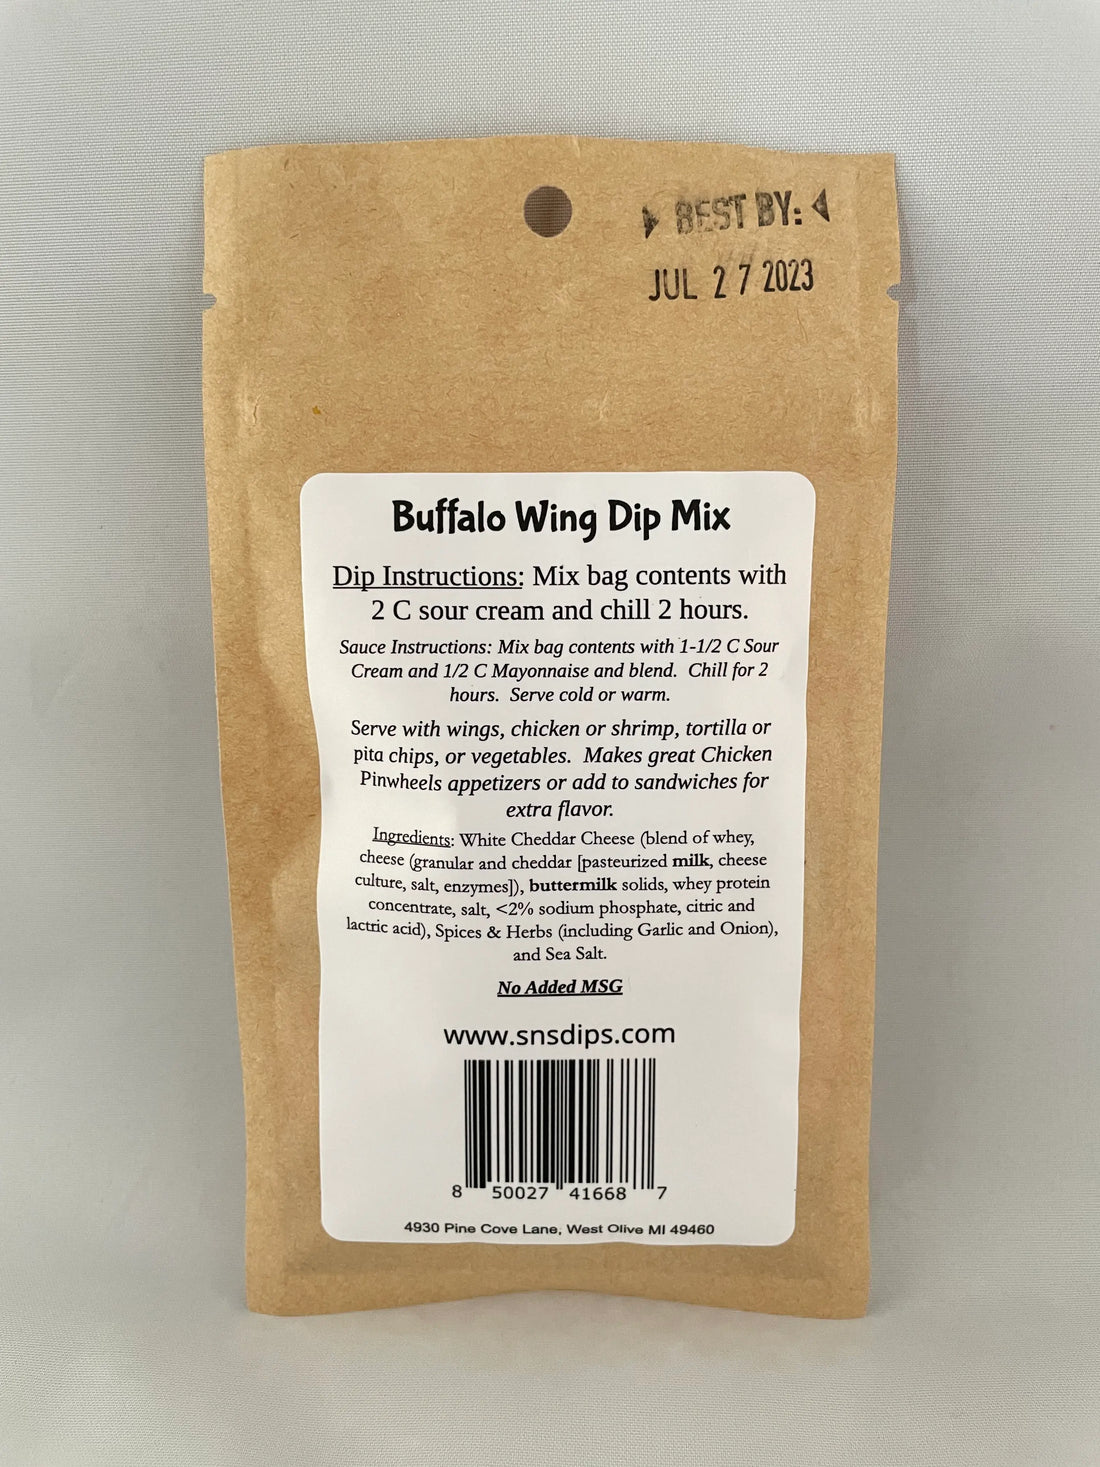 BEST BY:
JUL 27 2023
Buffalo Wing Dip Mix
Dip Instructions: Mix bag contents with
2 C sour cream and chill 2 hours.
Sauce Instructions: Mix bag contents with 1-1/2 C Sour
Cream and 1/2 C Mayonnaise and blend. Chill for 2
hours. Serve cold or warm.
Serve with wings, chicken or shrimp, tortilla or
pita chips, or vegetables. Makes great Chicken
Pinwheels appetizers or add to sandwiches for
extra flavor.
Ingredients: White Cheddar Cheese (blend of whey,
cheese (granular and cheddar [pasteurized milk, cheese
culture, salt, enzymes]), buttermilk solids, whey protein
concentrate, salt, <2% sodium phosphate, citric and
lactric acid), Spices & Herbs (including Garlic and Onion),
and Sea Salt.
No Added MSG
www.snsdips.com
8 50027 41668 7
4930 Pine Cove Lane, West Olive MI 49460